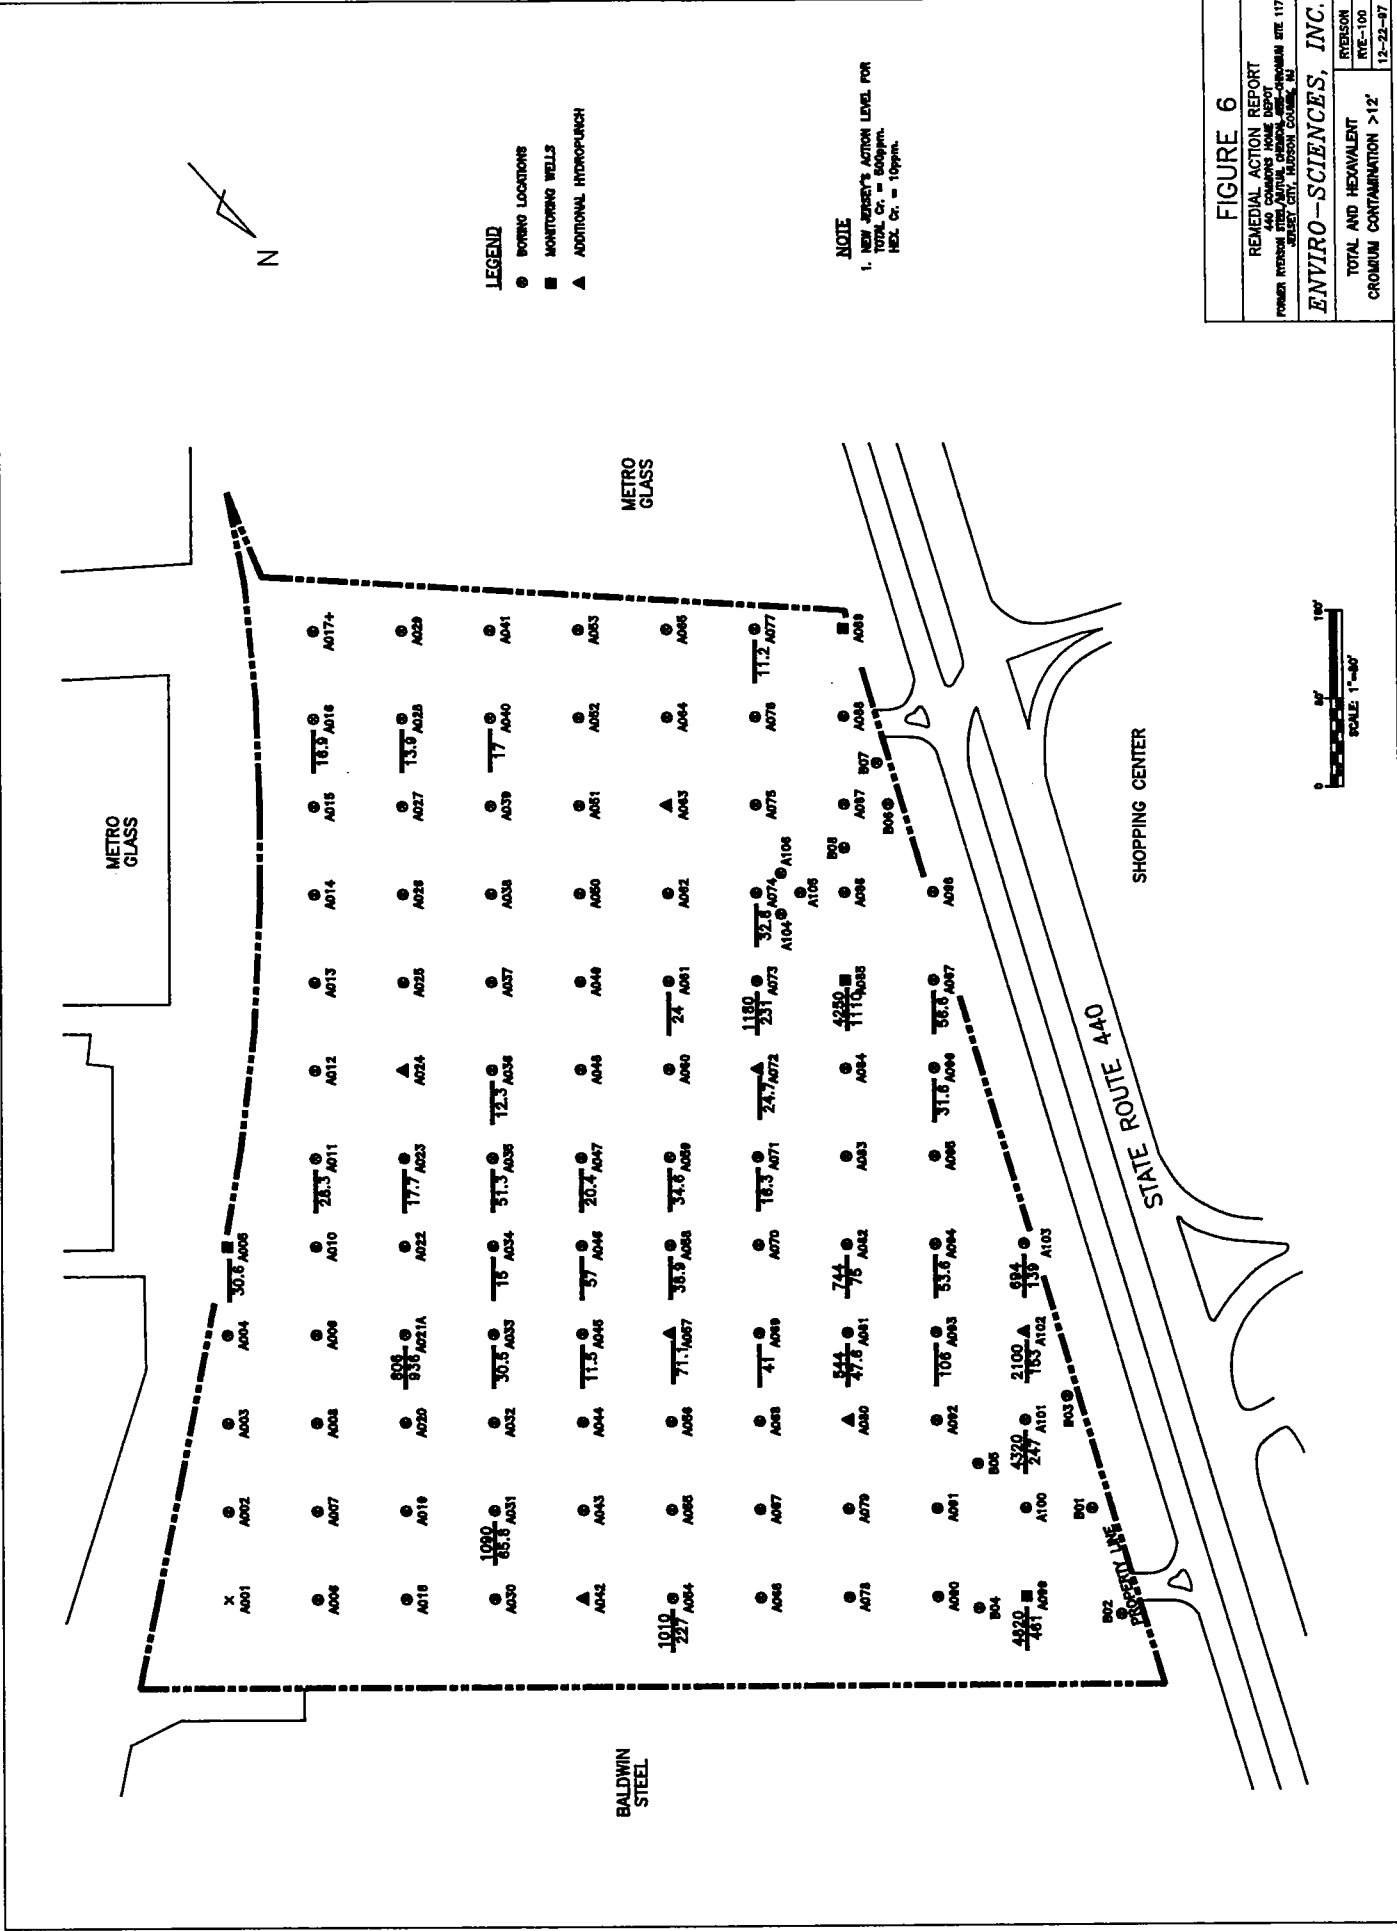 METRO
GLASS
METRO
GLASS
BALDWIN
STEEL
SHOPPING CENTER
STATE ROUTE 440
PROPERTY LINE
N
LEGEND
BORING LOCATIONS
MONITORING WELLS
ADDITIONAL HYDROPUNCH
NOTE
1. NEW JERSEY'S ACTION LEVEL FOR
TOTAL Cr. = 500ppm.
HEX. Cr. = 10ppm.
A001
A002
A003
A004
30.6
A005
A006
A007
A008
A010
28.3
A011
A012
A013
A014
A015
16.9
A016
A017+
A018
A019
A020
936
A021A
A022
17.7
A023
A024
A025
A026
A027
13.9
A028
A029
A030
1090
65.8
A031
A032
30.5
A033
15
A034
51.3
A035
12.3
A036
A037
A038
A039
17
A040
A041
A042
A043
A044
11.5
A045
57
A046
20.4
A047
A048
A049
A050
A051
A052
A053
1010
227
A054
A055
A056
71.1
A057
38.9
A058
34.6
A059
A060
24
A061
A062
A063
A064
A065
A066
A067
A068
41
A069
A070
16.3
A071
24.7
A072
1180
231
A073
32.8
A074
A075
A076
11.2
A077
A104
A105
A106
A078
A079
A080
544
47.6
A081
744
75
A082
A083
A084
4250
1110
A085
A086
A087
A088
A089
B08
B06
B07
A090
A091
A092
106
A093
53.6
A094
A095
31.6
A096
56.6
A097
A098
B04
B05
4820
461
A099
A100
4320
247
A101
2100
163
A102
694
139
A103
B01
B02
B03
0
80'
160'
SCALE: 1"=80'
FIGURE 6
REMEDIAL ACTION REPORT
440 COMMONS HOME DEPOT
JERSEY CITY, HUDSON COUNTY, NJ
ENVIRO-SCIENCES, INC.
TOTAL AND HEXAVALENT
CROMIUM CONTAMINATION >12'
RYERSON
RYE-100
12-22-97